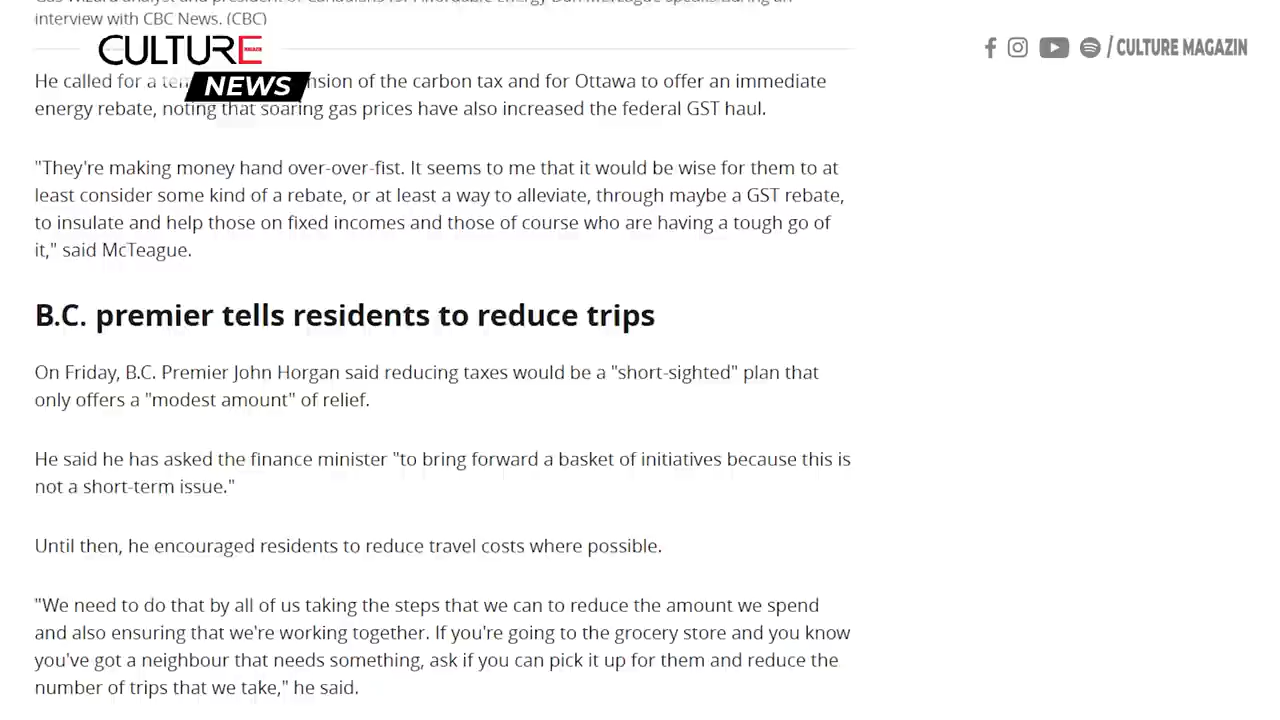 interview with CBC News. (CBC)
CULTURE
MAGAZIN
NEWS
/ CULTURE MAGAZIN
He called for a tem nsion of the carbon tax and for Ottawa to offer an immediate
energy rebate, noting that soaring gas prices have also increased the federal GST haul.
"They're making money hand over-over-fist. It seems to me that it would be wise for them to at
least consider some kind of a rebate, or at least a way to alleviate, through maybe a GST rebate,
to insulate and help those on fixed incomes and those of course who are having a tough go of
it," said McTeague.
B.C. premier tells residents to reduce trips
On Friday, B.C. Premier John Horgan said reducing taxes would be a "short-sighted" plan that
only offers a "modest amount" of relief.
He said he has asked the finance minister "to bring forward a basket of initiatives because this is
not a short-term issue."
Until then, he encouraged residents to reduce travel costs where possible.
"We need to do that by all of us taking the steps that we can to reduce the amount we spend
and also ensuring that we're working together. If you're going to the grocery store and you know
you've got a neighbour that needs something, ask if you can pick it up for them and reduce the
number of trips that we take," he said.